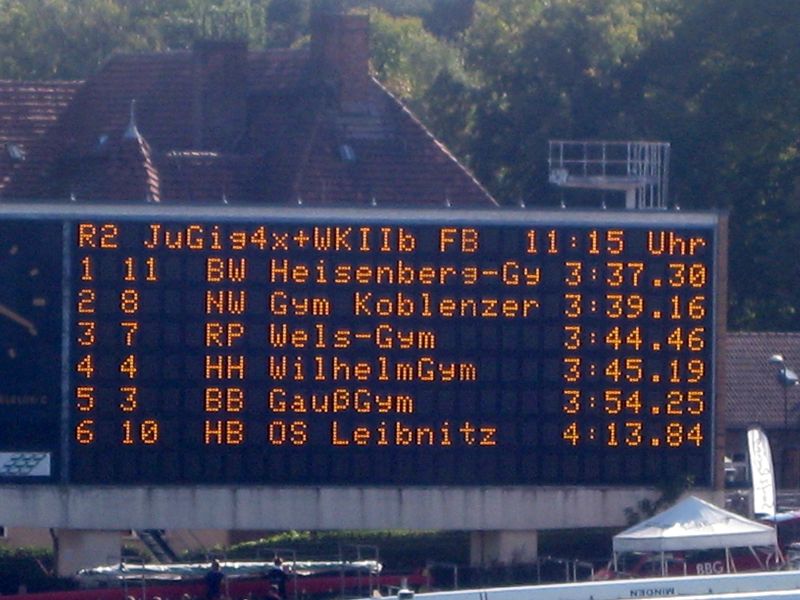 R2 JuGig4x+WKIIb FB 11:15 Uhr
1 11 BW Heisenberg-Gy 3:37.30
2 8 NW Gym Koblenzer 3:39.16
3 7 RP Wels-Gym 3:44.46
4 4 HH WilhelmGym 3:45.19
5 3 BB GaußGym 3:54.25
6 10 HB OS Leibnitz 4:13.84
BBG
MINDEN